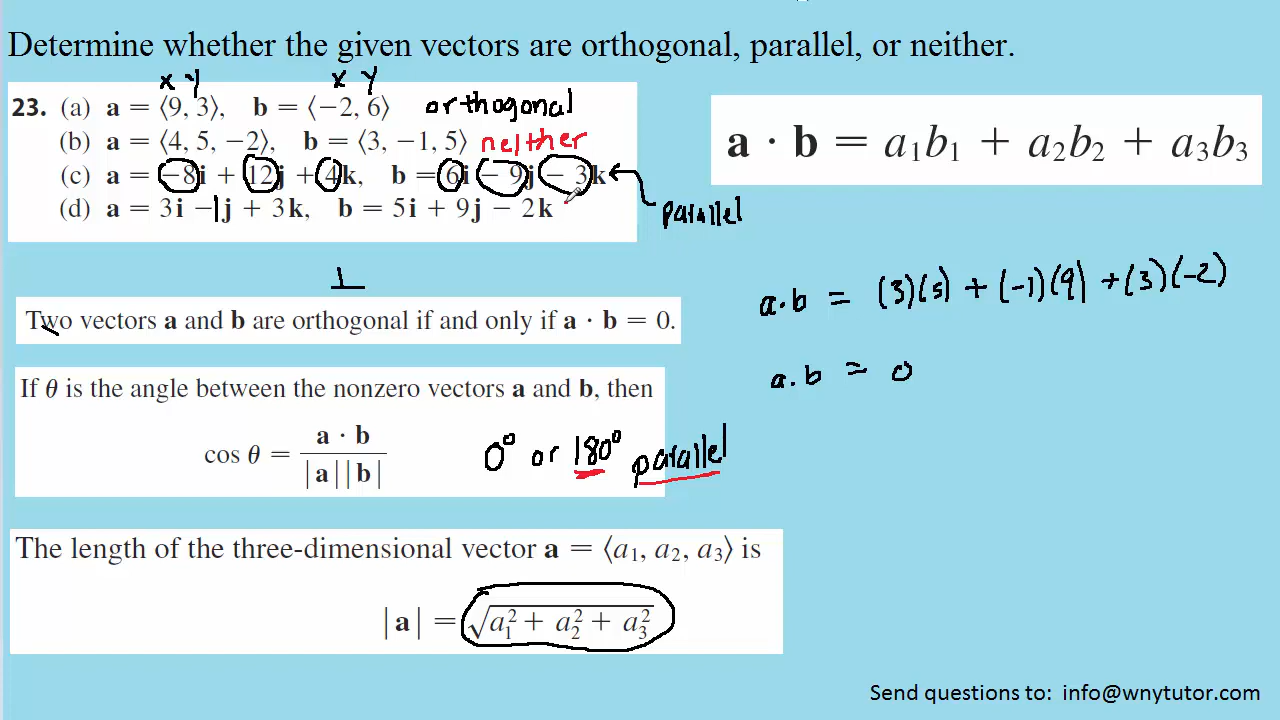 Determine whether the given vectors are orthogonal, parallel, or neither.
x y x y
23. (a) a = ⟨9, 3⟩, b = ⟨−2, 6⟩ orthogonal
(b) a = ⟨4, 5, −2⟩, b = ⟨3, −1, 5⟩ neither
(c) a = −8i + 12j + 4k, b = 6i − 9j − 3k
(d) a = 3i − 1j + 3k, b = 5i + 9j − 2k
parallel
a · b = a₁b₁ + a₂b₂ + a₃b₃
⊥
Two vectors a and b are orthogonal if and only if a · b = 0.
a·b = (3)(5) + (−1)(9) + (3)(−2)
a.b = 0
If θ is the angle between the nonzero vectors a and b, then
cos θ = a · b / |a||b|
0° or 180° parallel
The length of the three-dimensional vector a = ⟨a₁, a₂, a₃⟩ is
|a| = √a₁² + a₂² + a₃²
Send questions to: info@wnytutor.com